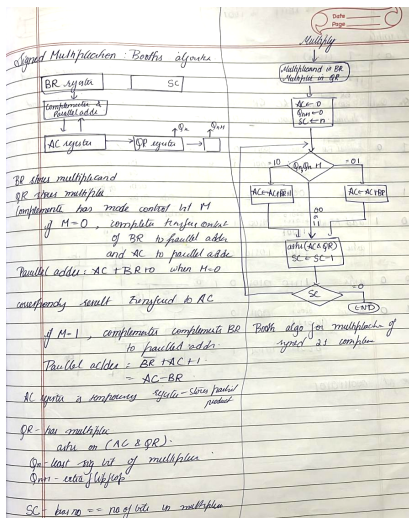 Date
Page
Multiply
Signed Multiplication: Booths algorithm
Multiplicand in BR
Multiplier in QR
BR register
SC
Complementer &
Parallel adder
AC ← 0
Qn+1 ← 0
SC ← n
Qn
Qn+1
AC register
QR register
=10
Qn Qn+1
=01
AC←AC+BR+1
AC←AC+BR
00
11
BR stores multiplicand
QR stores multiplier
Complementer has mode control bit M
if M=0, complementer transfer content
of BR to parallel adder
and AC to parallel adder
ashr (AC & QR)
SC ← SC-1
Parallel adder: AC + BR+0 when M=0
SC
=0
END
correspondingly result transferred to AC
if M=1, complementer complements BR
to parallel adder.
Booth algo for multiplication of
signed 2s complement
Parallel adder = BR + AC + 1
= AC-BR
AC register is temporary register - stores partial
product
QR - has multiplier
ashr on (AC & QR).
Qn - least sig bit of multiplier
Qn+1 - extra flipflop
SC - has no == no of bits in multiplier